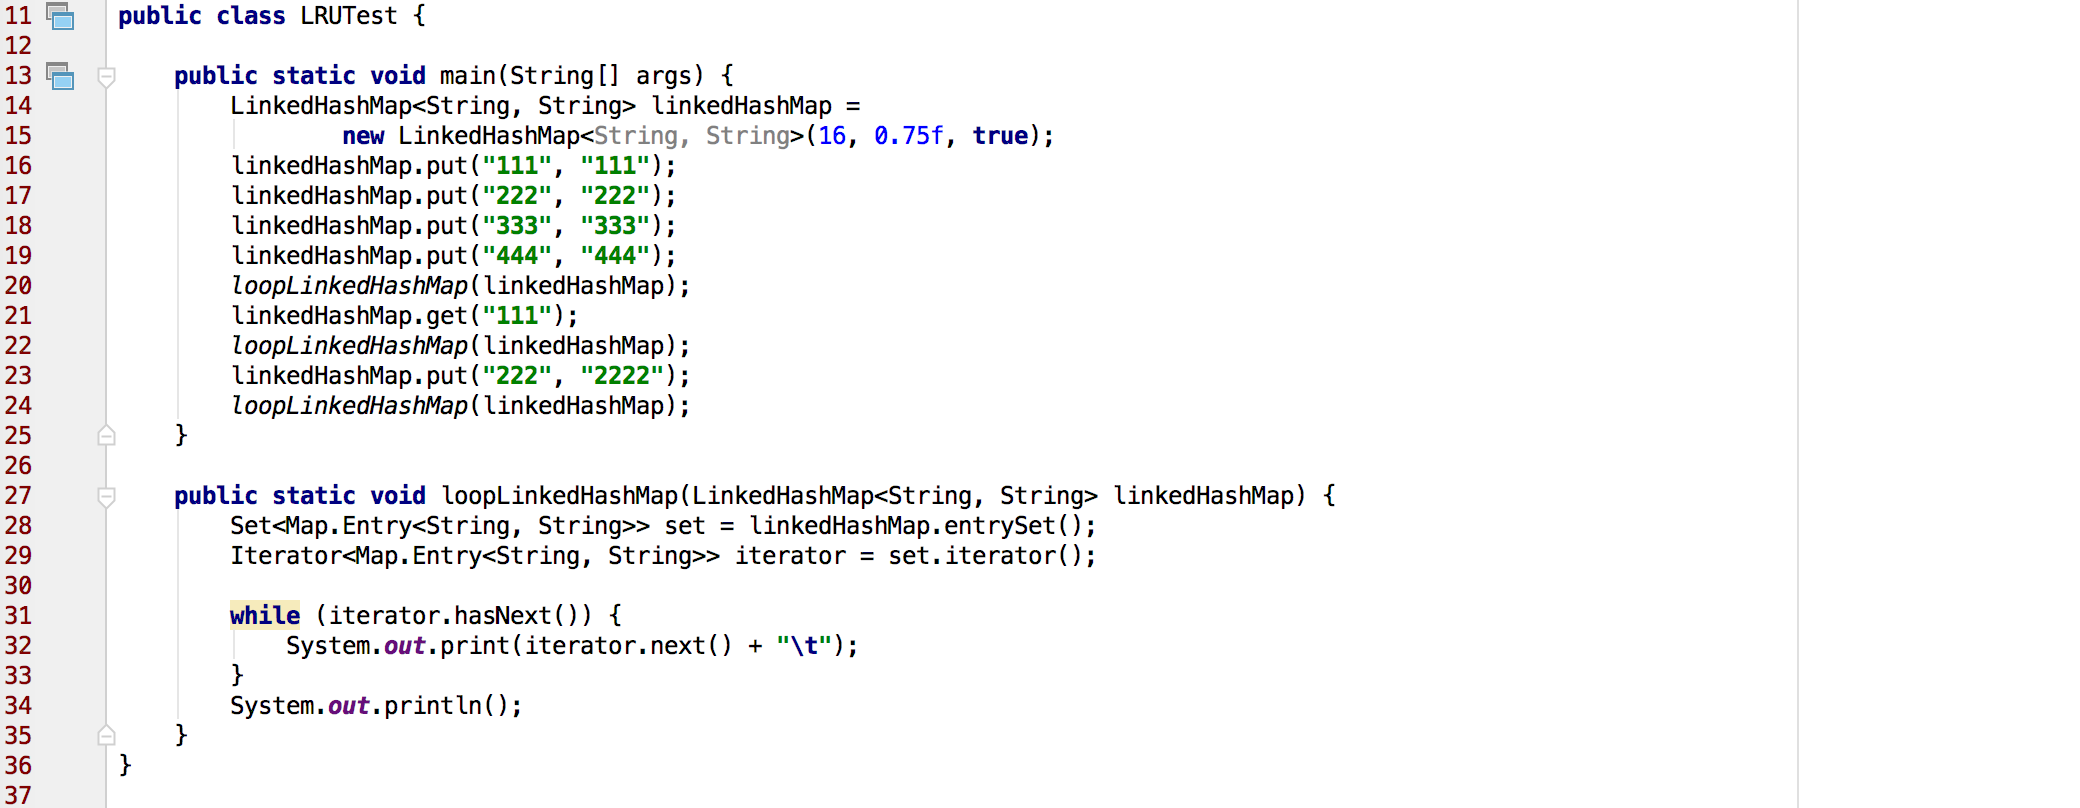 11 public class LRUTest {
12
13     public static void main(String[] args) {
14         LinkedHashMap<String, String> linkedHashMap =
15                 new LinkedHashMap<String, String>(16, 0.75f, true);
16         linkedHashMap.put("111", "111");
17         linkedHashMap.put("222", "222");
18         linkedHashMap.put("333", "333");
19         linkedHashMap.put("444", "444");
20         loopLinkedHashMap(linkedHashMap);
21         linkedHashMap.get("111");
22         loopLinkedHashMap(linkedHashMap);
23         linkedHashMap.put("222", "2222");
24         loopLinkedHashMap(linkedHashMap);
25     }
26
27     public static void loopLinkedHashMap(LinkedHashMap<String, String> linkedHashMap) {
28         Set<Map.Entry<String, String>> set = linkedHashMap.entrySet();
29         Iterator<Map.Entry<String, String>> iterator = set.iterator();
30
31         while (iterator.hasNext()) {
32             System.out.print(iterator.next() + "\t");
33         }
34         System.out.println();
35     }
36 }
37